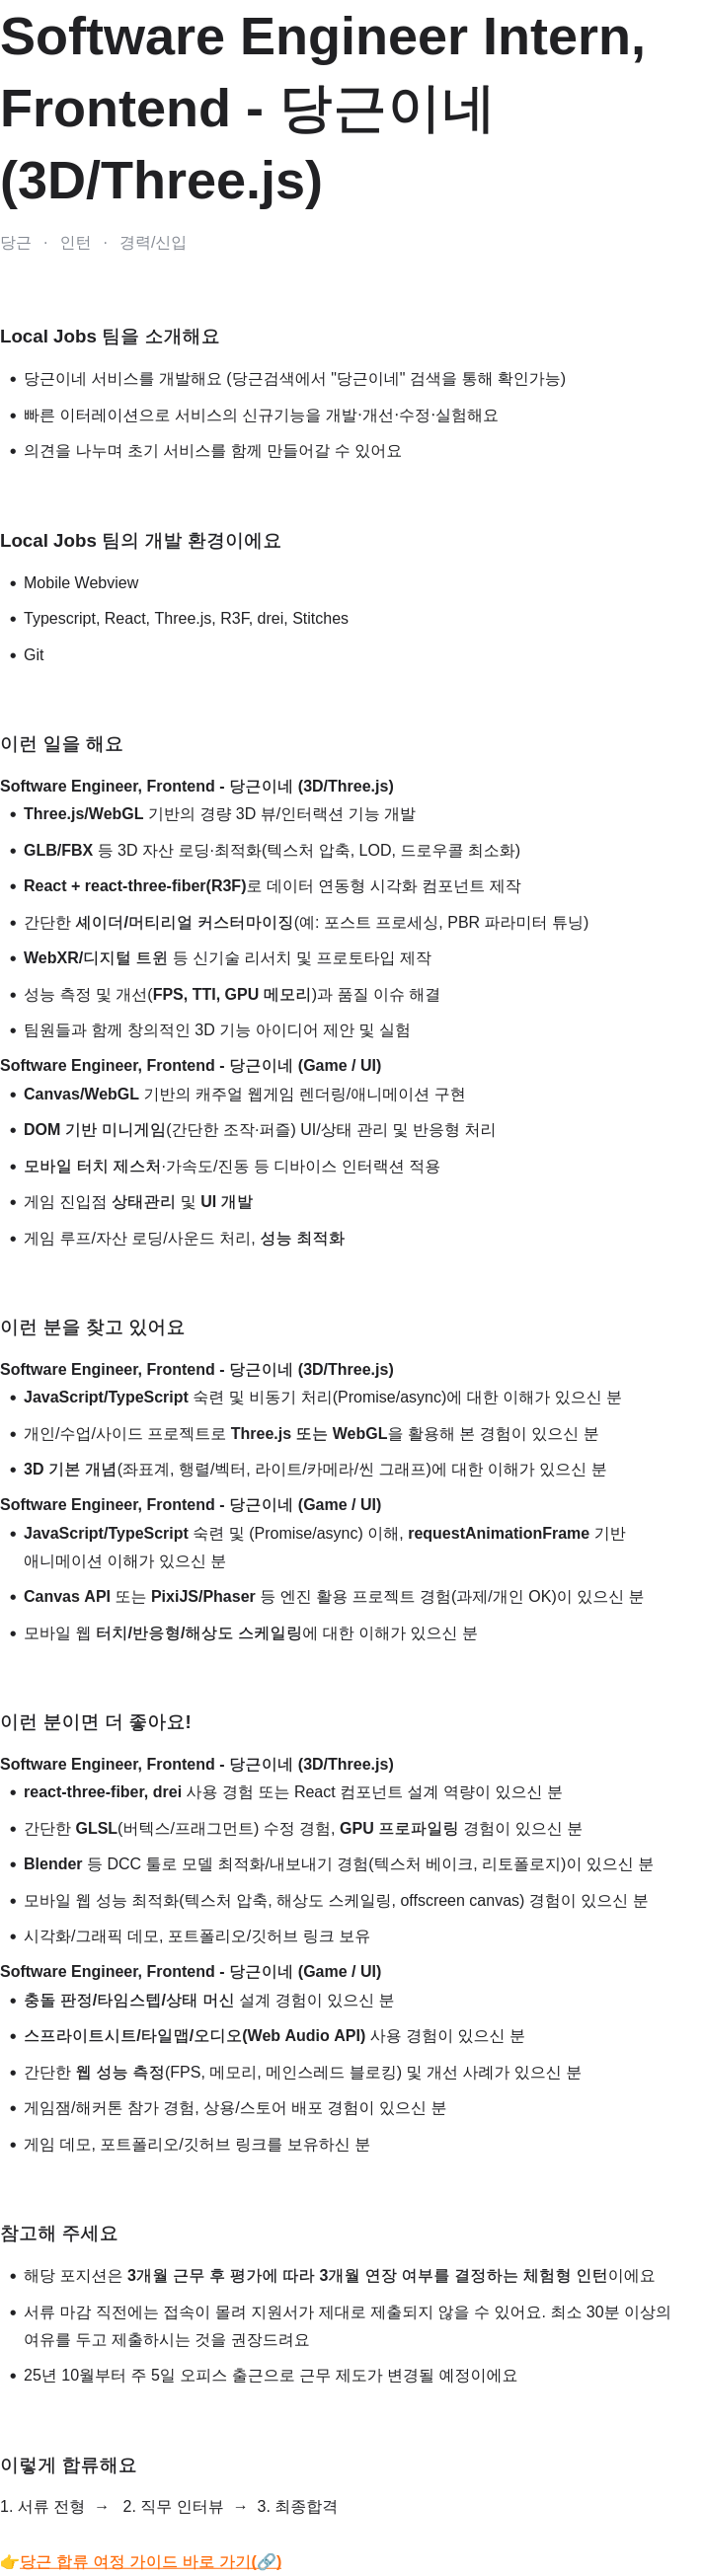 Software Engineer Intern,
Frontend - 당근이네
(3D/Three.js)
당근 · 인턴 · 경력/신입
Local Jobs 팀을 소개해요
• 당근이네 서비스를 개발해요 (당근검색에서 "당근이네" 검색을 통해 확인가능)
• 빠른 이터레이션으로 서비스의 신규기능을 개발·개선·수정·실험해요
• 의견을 나누며 초기 서비스를 함께 만들어갈 수 있어요
Local Jobs 팀의 개발 환경이에요
• Mobile Webview
• Typescript, React, Three.js, R3F, drei, Stitches
• Git
이런 일을 해요
Software Engineer, Frontend - 당근이네 (3D/Three.js)
• Three.js/WebGL 기반의 경량 3D 뷰/인터랙션 기능 개발
• GLB/FBX 등 3D 자산 로딩·최적화(텍스처 압축, LOD, 드로우콜 최소화)
• React + react-three-fiber(R3F)로 데이터 연동형 시각화 컴포넌트 제작
• 간단한 셰이더/머티리얼 커스터마이징(예: 포스트 프로세싱, PBR 파라미터 튜닝)
• WebXR/디지털 트윈 등 신기술 리서치 및 프로토타입 제작
• 성능 측정 및 개선(FPS, TTI, GPU 메모리)과 품질 이슈 해결
• 팀원들과 함께 창의적인 3D 기능 아이디어 제안 및 실험
Software Engineer, Frontend - 당근이네 (Game / UI)
• Canvas/WebGL 기반의 캐주얼 웹게임 렌더링/애니메이션 구현
• DOM 기반 미니게임(간단한 조작·퍼즐) UI/상태 관리 및 반응형 처리
• 모바일 터치 제스처·가속도/진동 등 디바이스 인터랙션 적용
• 게임 진입점 상태관리 및 UI 개발
• 게임 루프/자산 로딩/사운드 처리, 성능 최적화
이런 분을 찾고 있어요
Software Engineer, Frontend - 당근이네 (3D/Three.js)
• JavaScript/TypeScript 숙련 및 비동기 처리(Promise/async)에 대한 이해가 있으신 분
• 개인/수업/사이드 프로젝트로 Three.js 또는 WebGL을 활용해 본 경험이 있으신 분
• 3D 기본 개념(좌표계, 행렬/벡터, 라이트/카메라/씬 그래프)에 대한 이해가 있으신 분
Software Engineer, Frontend - 당근이네 (Game / UI)
• JavaScript/TypeScript 숙련 및 (Promise/async) 이해, requestAnimationFrame 기반
애니메이션 이해가 있으신 분
• Canvas API 또는 PixiJS/Phaser 등 엔진 활용 프로젝트 경험(과제/개인 OK)이 있으신 분
• 모바일 웹 터치/반응형/해상도 스케일링에 대한 이해가 있으신 분
이런 분이면 더 좋아요!
Software Engineer, Frontend - 당근이네 (3D/Three.js)
• react-three-fiber, drei 사용 경험 또는 React 컴포넌트 설계 역량이 있으신 분
• 간단한 GLSL(버텍스/프래그먼트) 수정 경험, GPU 프로파일링 경험이 있으신 분
• Blender 등 DCC 툴로 모델 최적화/내보내기 경험(텍스처 베이크, 리토폴로지)이 있으신 분
• 모바일 웹 성능 최적화(텍스처 압축, 해상도 스케일링, offscreen canvas) 경험이 있으신 분
• 시각화/그래픽 데모, 포트폴리오/깃허브 링크 보유
Software Engineer, Frontend - 당근이네 (Game / UI)
• 충돌 판정/타임스텝/상태 머신 설계 경험이 있으신 분
• 스프라이트시트/타일맵/오디오(Web Audio API) 사용 경험이 있으신 분
• 간단한 웹 성능 측정(FPS, 메모리, 메인스레드 블로킹) 및 개선 사례가 있으신 분
• 게임잼/해커톤 참가 경험, 상용/스토어 배포 경험이 있으신 분
• 게임 데모, 포트폴리오/깃허브 링크를 보유하신 분
참고해 주세요
• 해당 포지션은 3개월 근무 후 평가에 따라 3개월 연장 여부를 결정하는 체험형 인턴이에요
• 서류 마감 직전에는 접속이 몰려 지원서가 제대로 제출되지 않을 수 있어요. 최소 30분 이상의
여유를 두고 제출하시는 것을 권장드려요
• 25년 10월부터 주 5일 오피스 출근으로 근무 제도가 변경될 예정이에요
이렇게 합류해요
1. 서류 전형 → 2. 직무 인터뷰 → 3. 최종합격
👉당근 합류 여정 가이드 바로 가기(🔗)